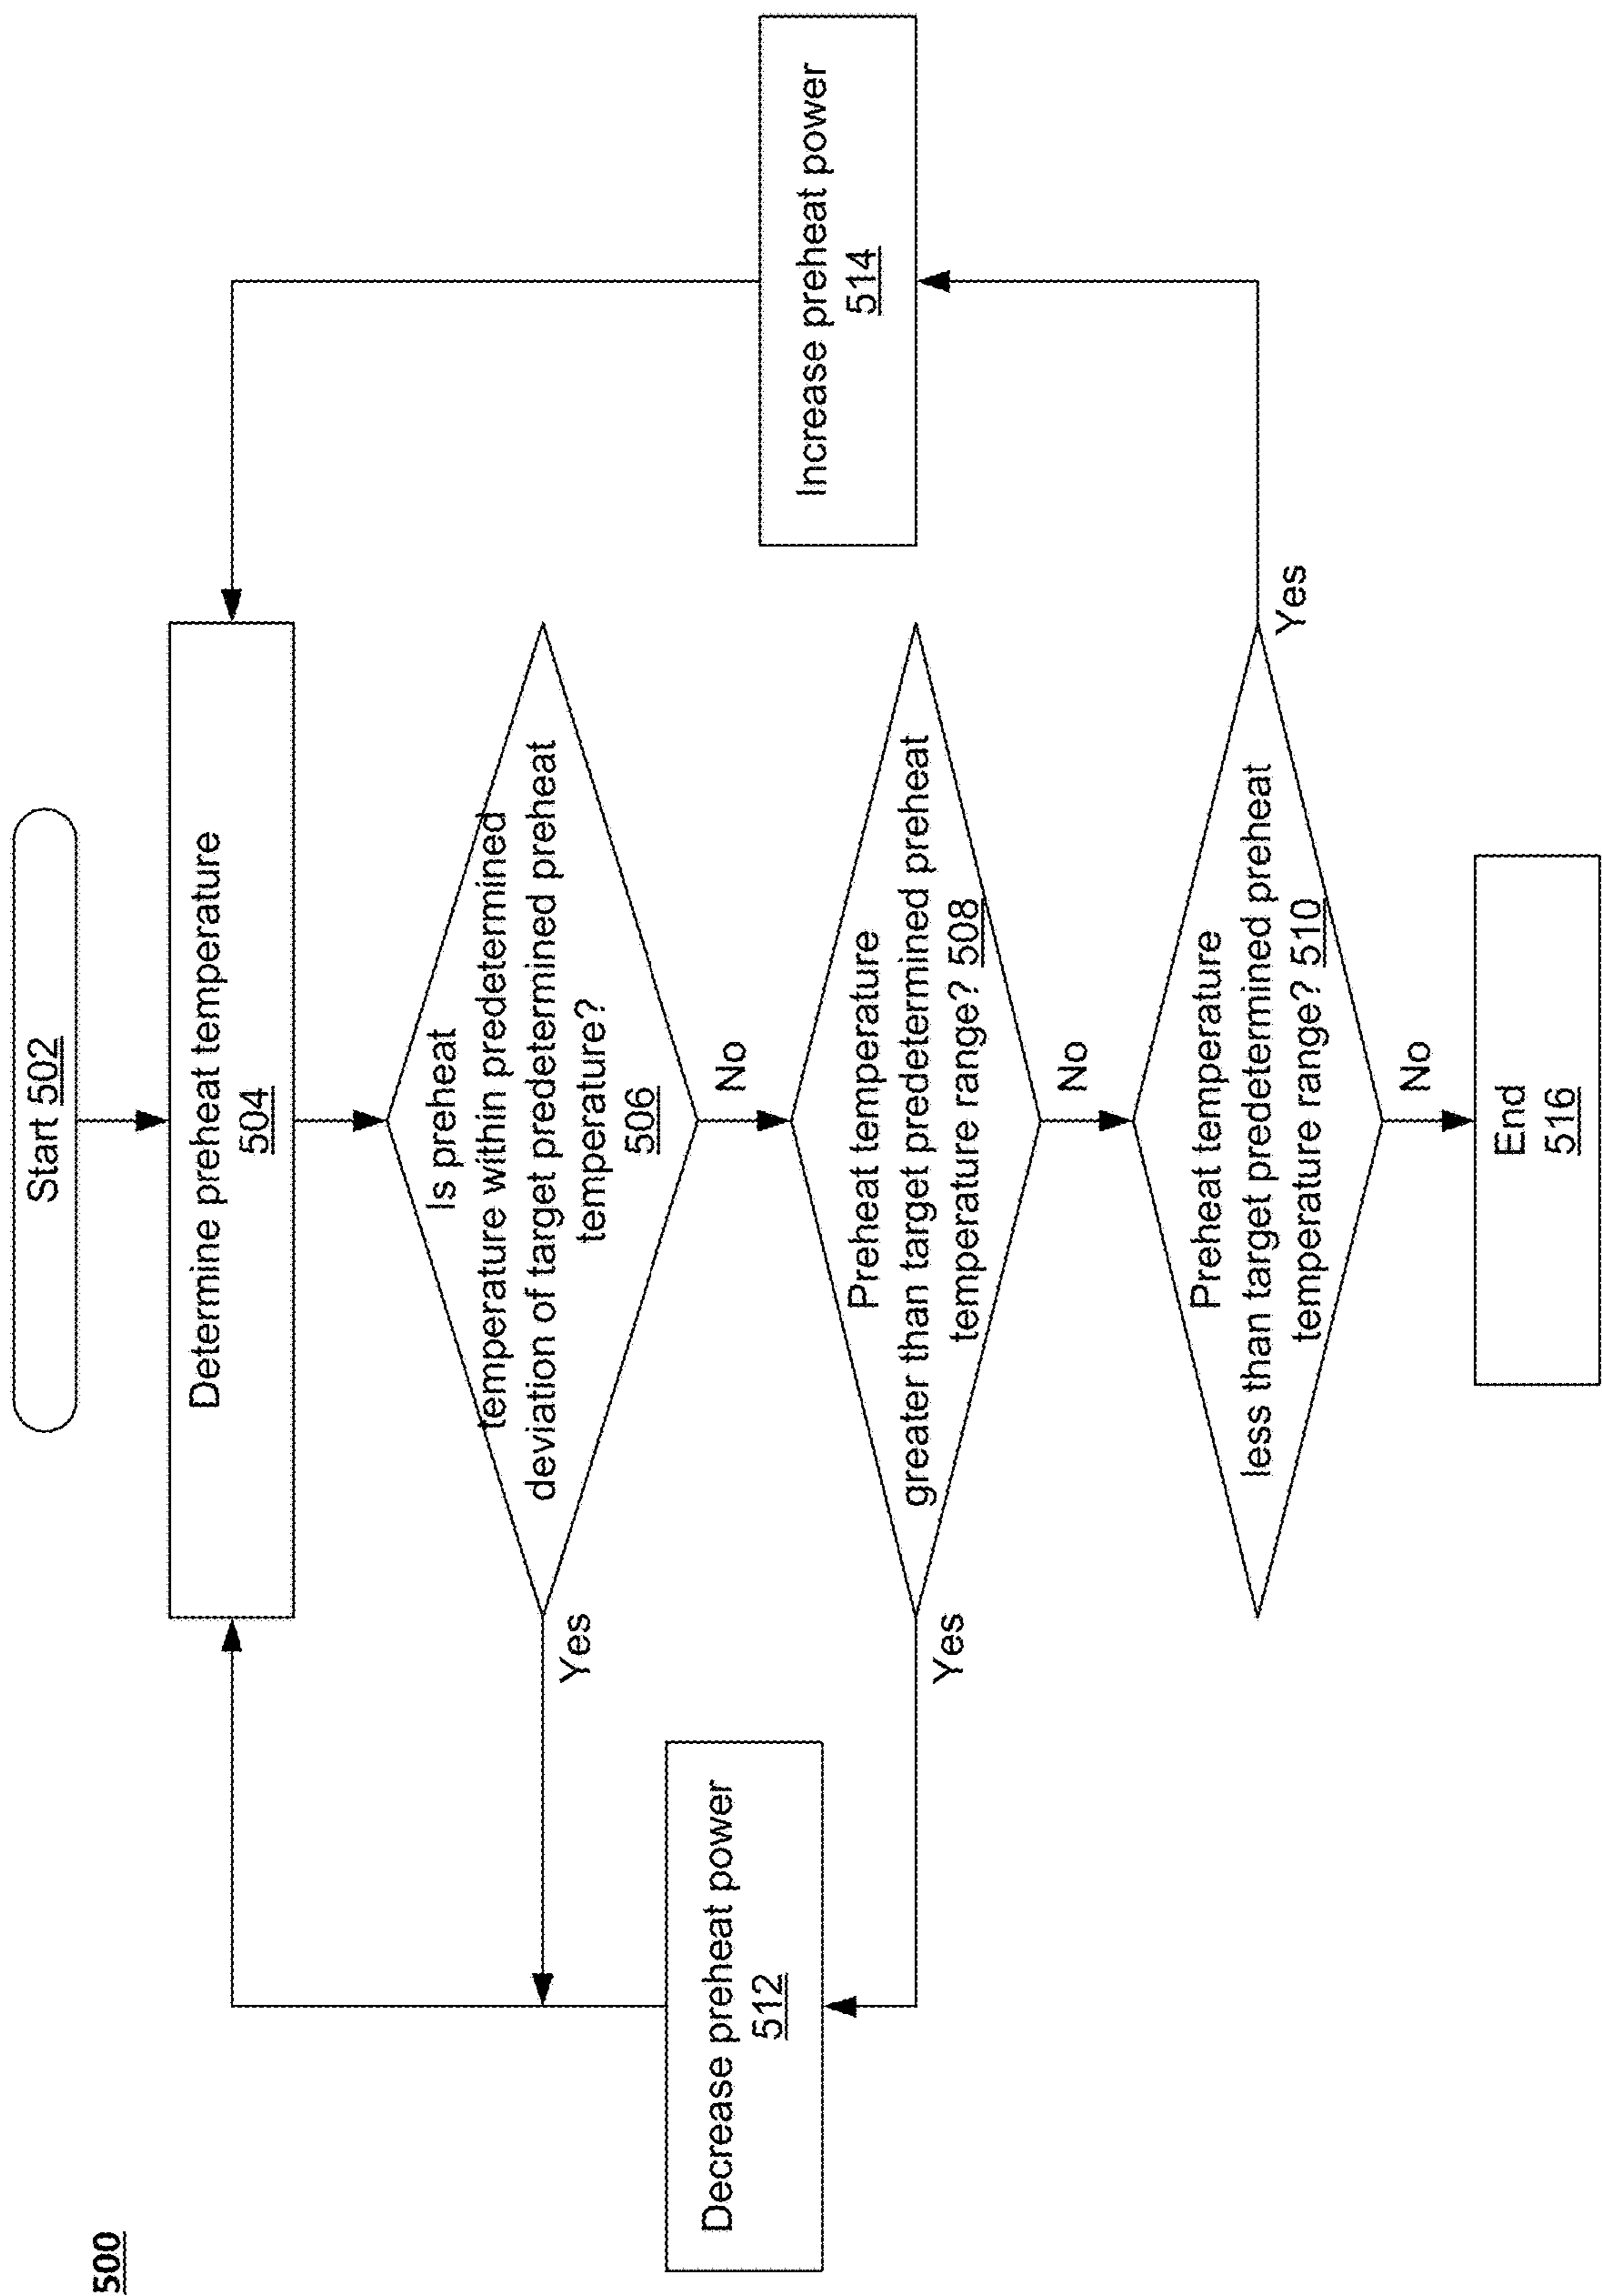 500
Start 502
Determine preheat temperature
504
Is preheat
temperature within predetermined
deviation of target predetermined preheat
temperature?
506
Yes
No
Decrease preheat power
512
Increase preheat power
514
Preheat temperature
greater than target predetermined preheat
temperature range? 508
Yes
No
Preheat temperature
less than target predetermined preheat
temperature range? 510
Yes
No
End
516